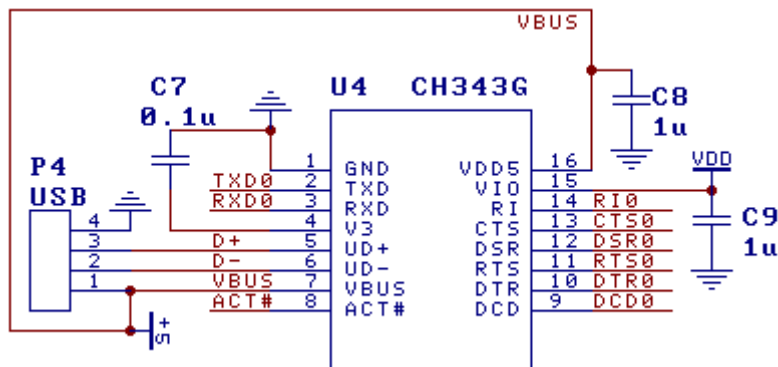 VBUS
C7
0.1u
U4 CH343G
C8
1u
P4
USB
VDD
1 GND VDD5 16
TXD0 2 TXD VIO 15
RXD0 3 RXD RI 14 RI0
4 V3 CTS 13 CTS0
D+ 5 UD+ DSR 12 DSR0
D- 6 UD- RTS 11 RTS0
VBUS 7 VBUS DTR 10 DTR0
ACT# 8 ACT# DCD 9 DCD0
4
3
2
1
C9
1u
+5